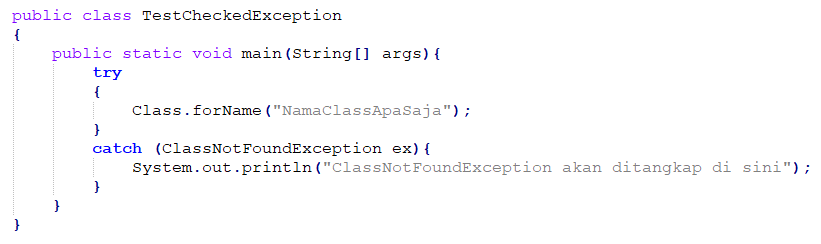 public class TestCheckedException
{
    public static void main(String[] args){
        try
        {
            Class.forName("NamaClassApaSaja");
        }
        catch (ClassNotFoundException ex){
            System.out.println("ClassNotFoundException akan ditangkap di sini");
        }
    }
}